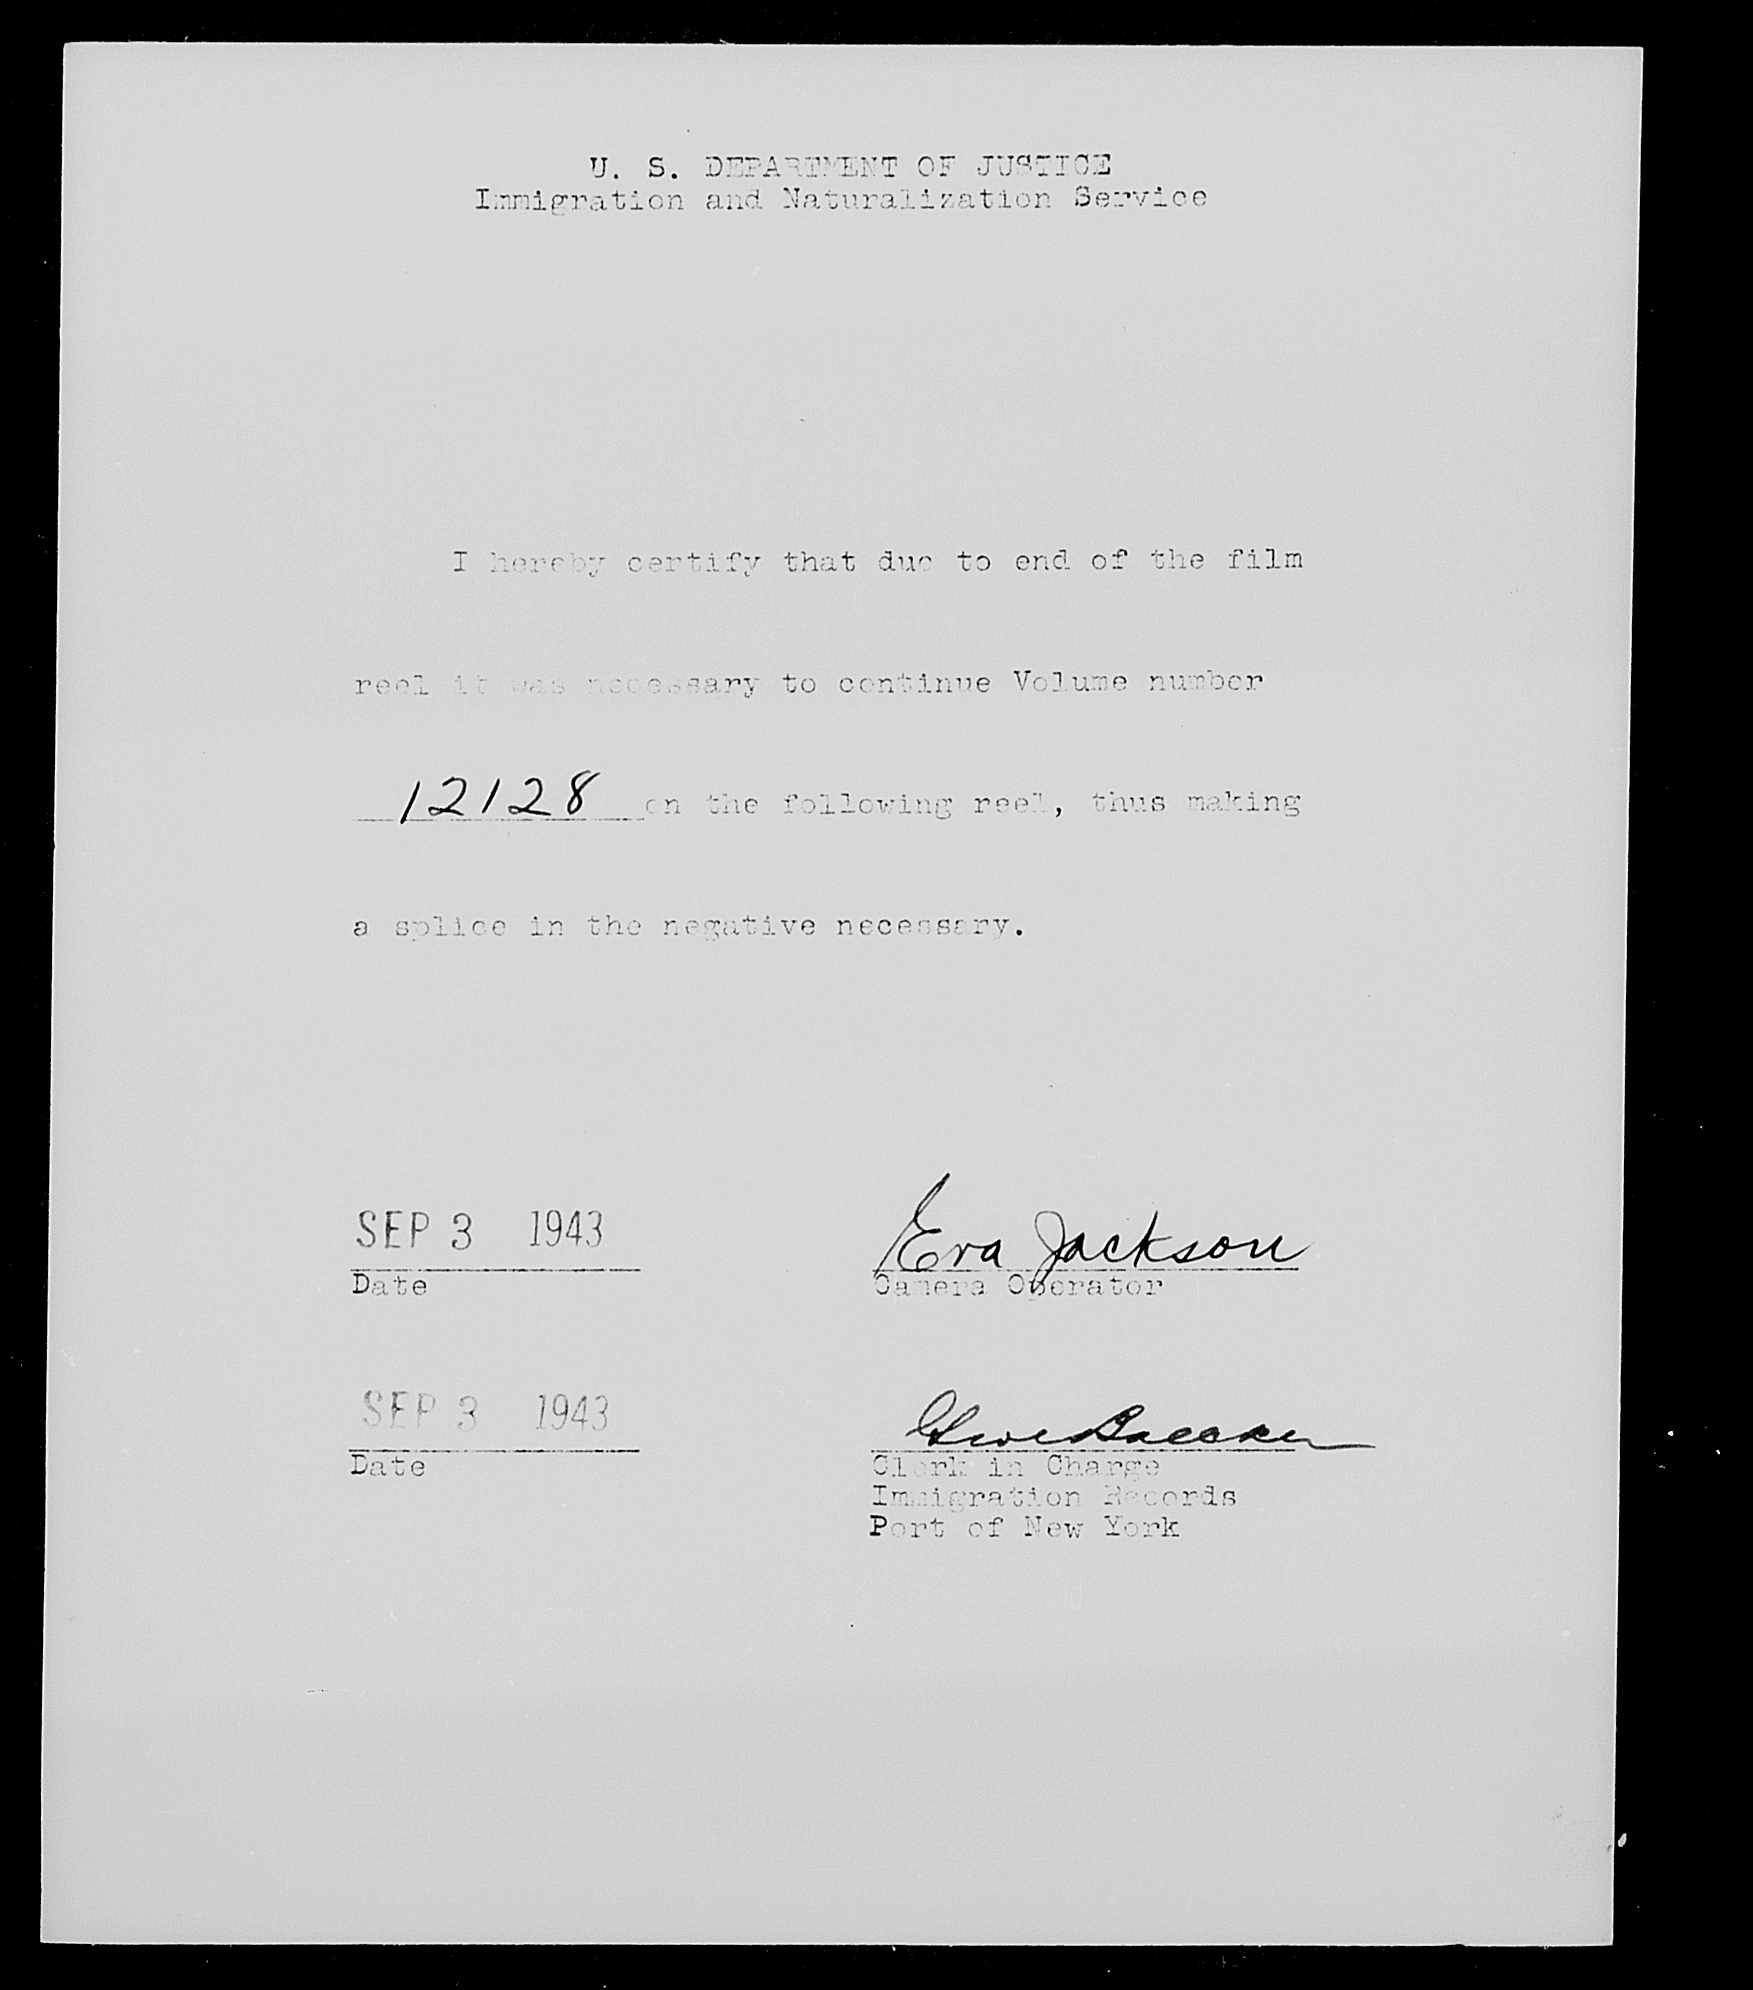 U. S. DEPARTMENT OF JUSTICE
Immigration and Naturalization Service
I hereby certify that due to end of the film
reel it was necessary to continue Volume number
12128 on the following reel, thus making
a splice in the negative necessary.
SEP 3 1943
Date
Eva Jackson
Camera Operator
SEP 3 1943
Date
Clerk in Charge
Immigration Records
Port of New York